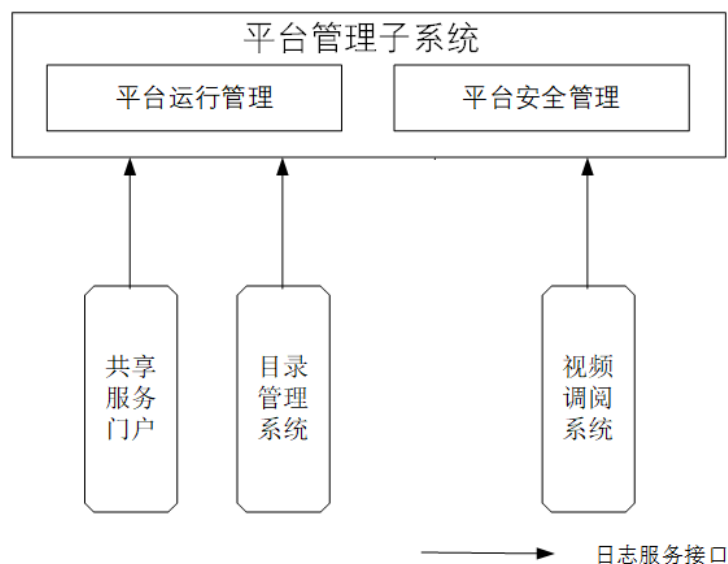 平台管理子系统
平台运行管理
平台安全管理
共享
服务
门户
目录
管理
系统
视频
调阅
系统
日志服务接口